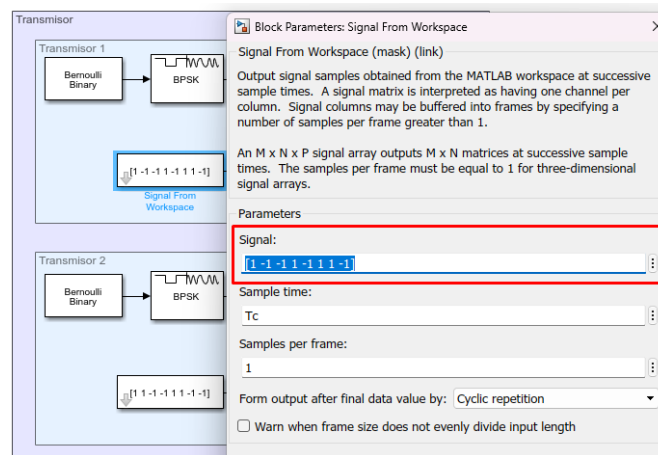 Transmisor
Transmisor 1
Bernoulli
Binary
BPSK
[1 -1 -1 1 -1 1 1 -1]
Signal From
Workspace
Transmisor 2
Bernoulli
Binary
BPSK
[1 1 -1 -1 1 1 -1 -1]
Block Parameters: Signal From Workspace
Signal From Workspace (mask) (link)
Output signal samples obtained from the MATLAB workspace at successive
sample times.  A signal matrix is interpreted as having one channel per
column.  Signal columns may be buffered into frames by specifying a
number of samples per frame greater than 1.
An M x N x P signal array outputs M x N matrices at successive sample
times.  The samples per frame must be equal to 1 for three-dimensional
signal arrays.
Parameters
Signal:
[1 -1 -1 1 -1 1 1 -1]
Sample time:
Tc
Samples per frame:
1
Form output after final data value by: Cyclic repetition
Warn when frame size does not evenly divide input length